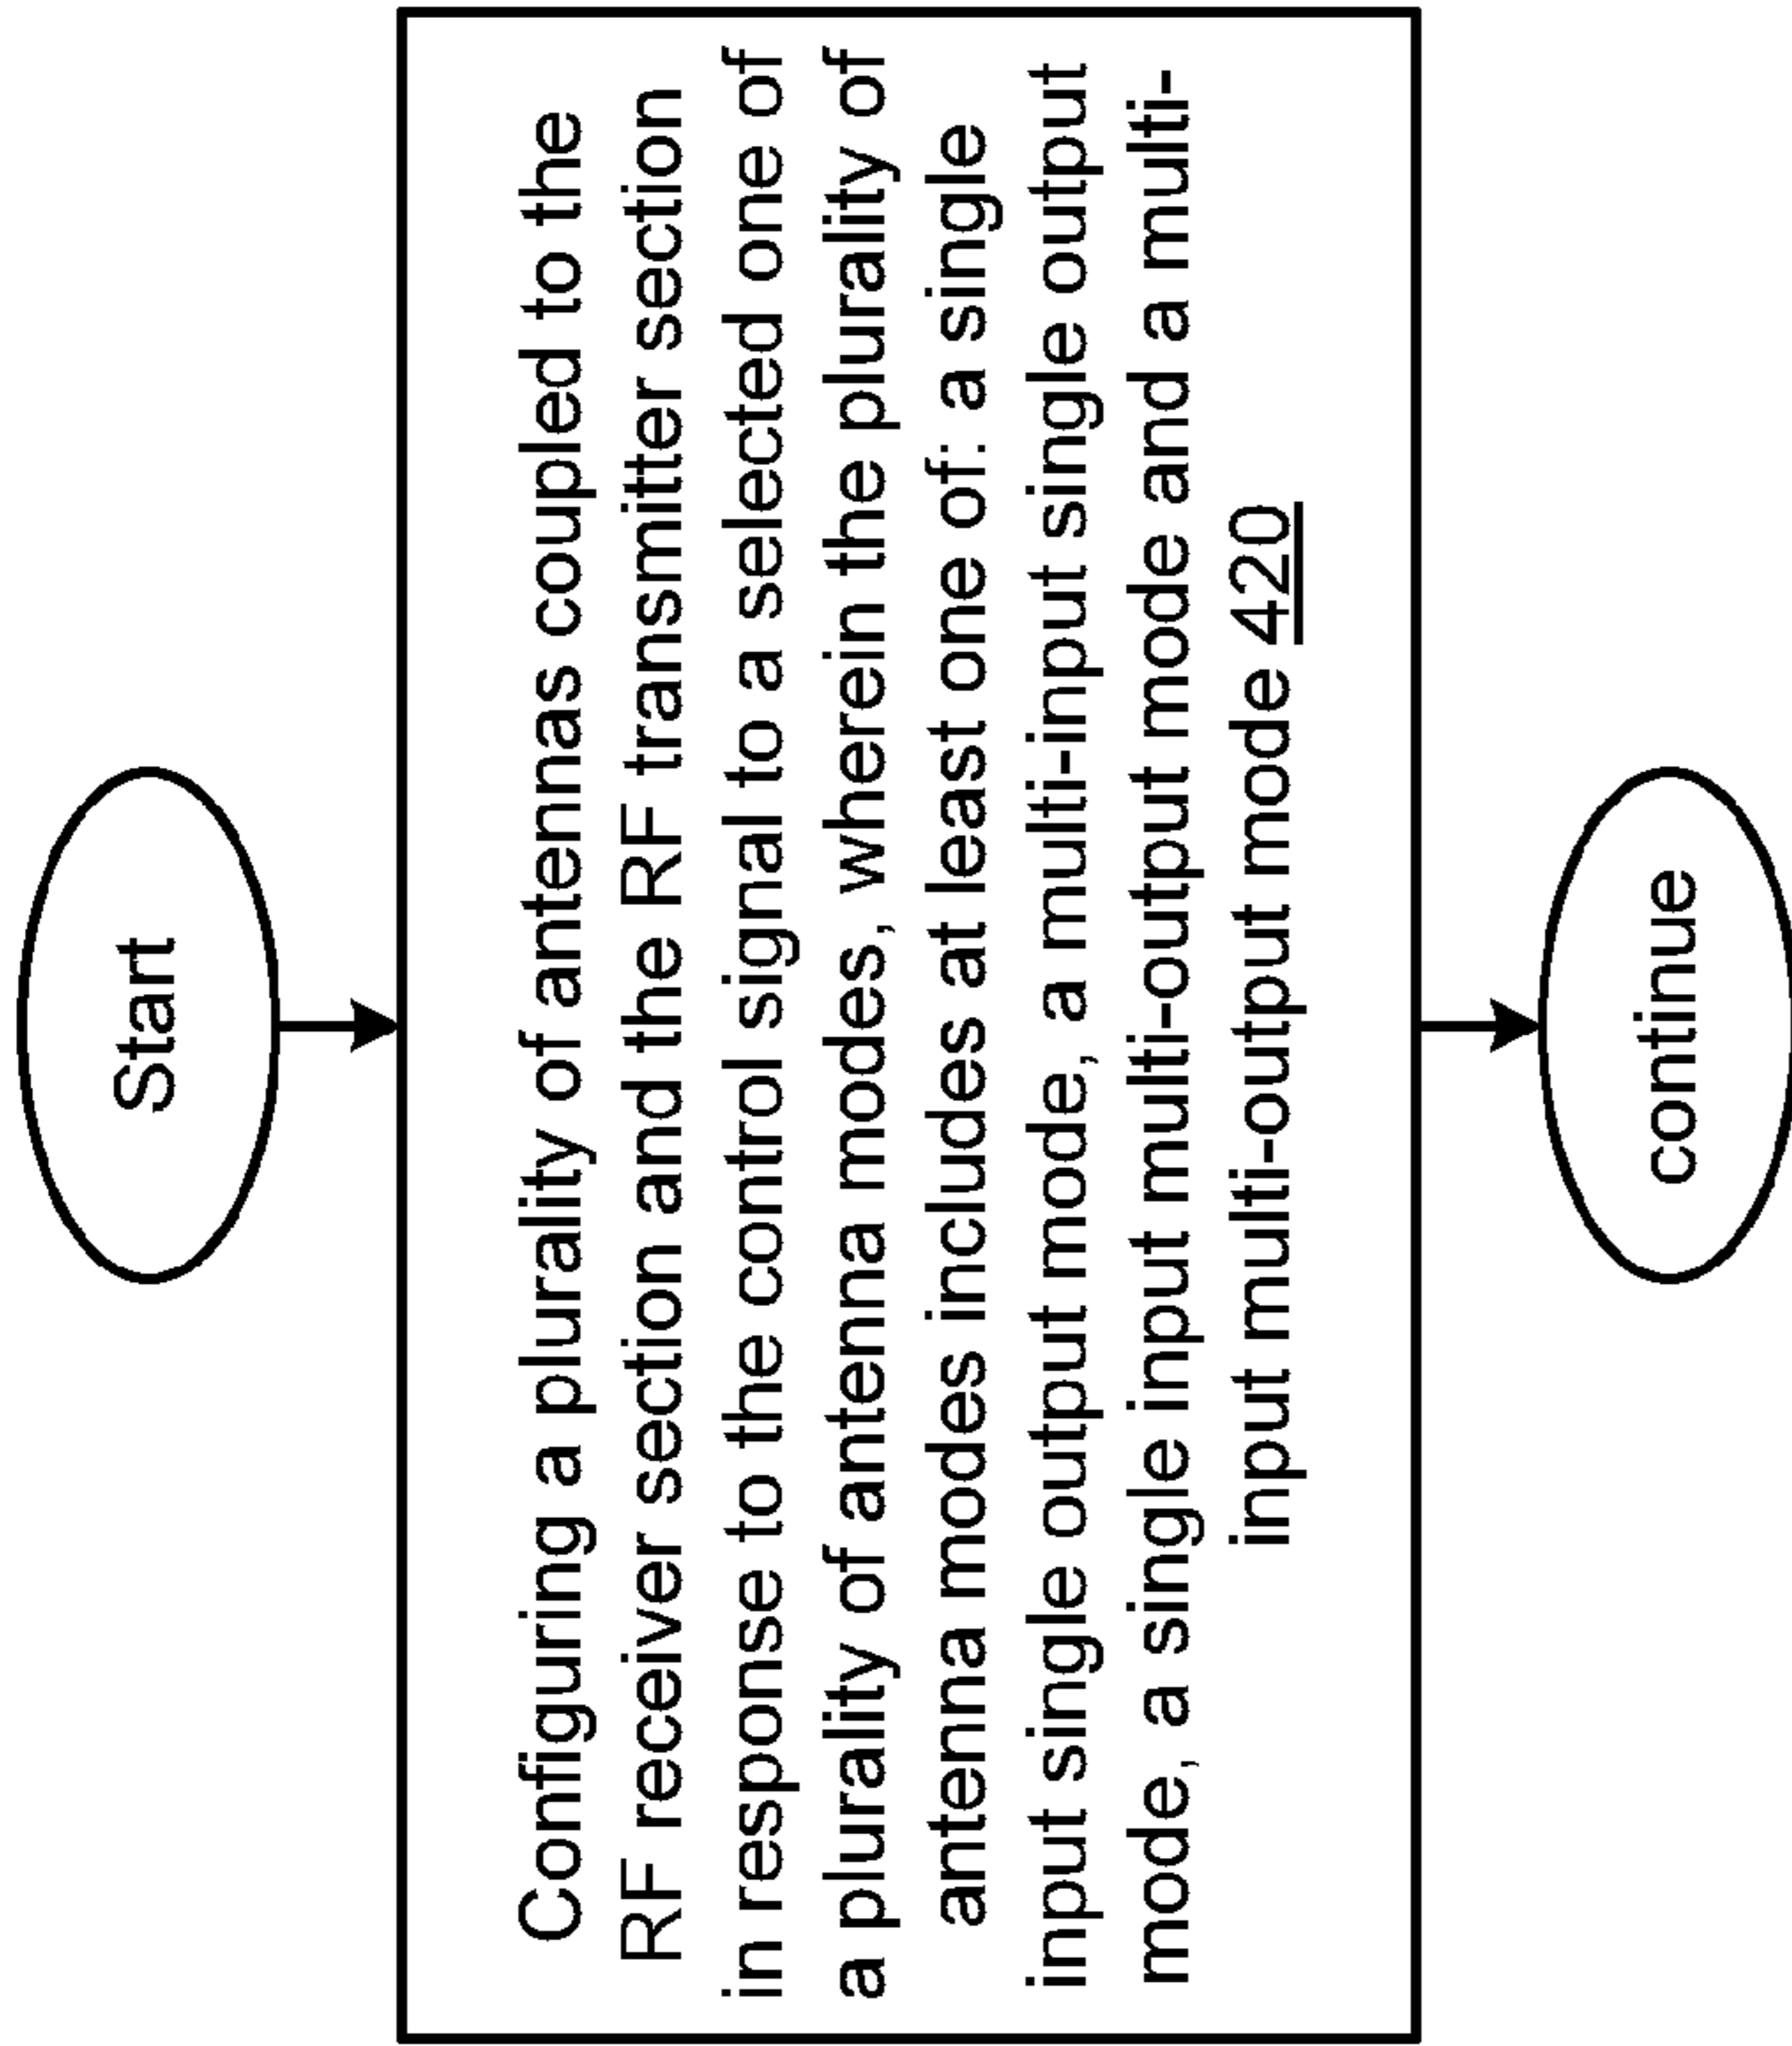 Start
Configuring a plurality of antennas coupled to the
RF receiver section and the RF transmitter section
in response to the control signal to a selected one of
a plurality of antenna modes, wherein the plurality of
antenna modes includes at least one of: a single
input single output mode, a multi-input single output
mode, a single input multi-output mode and a multi-
input multi-output mode 420
continue